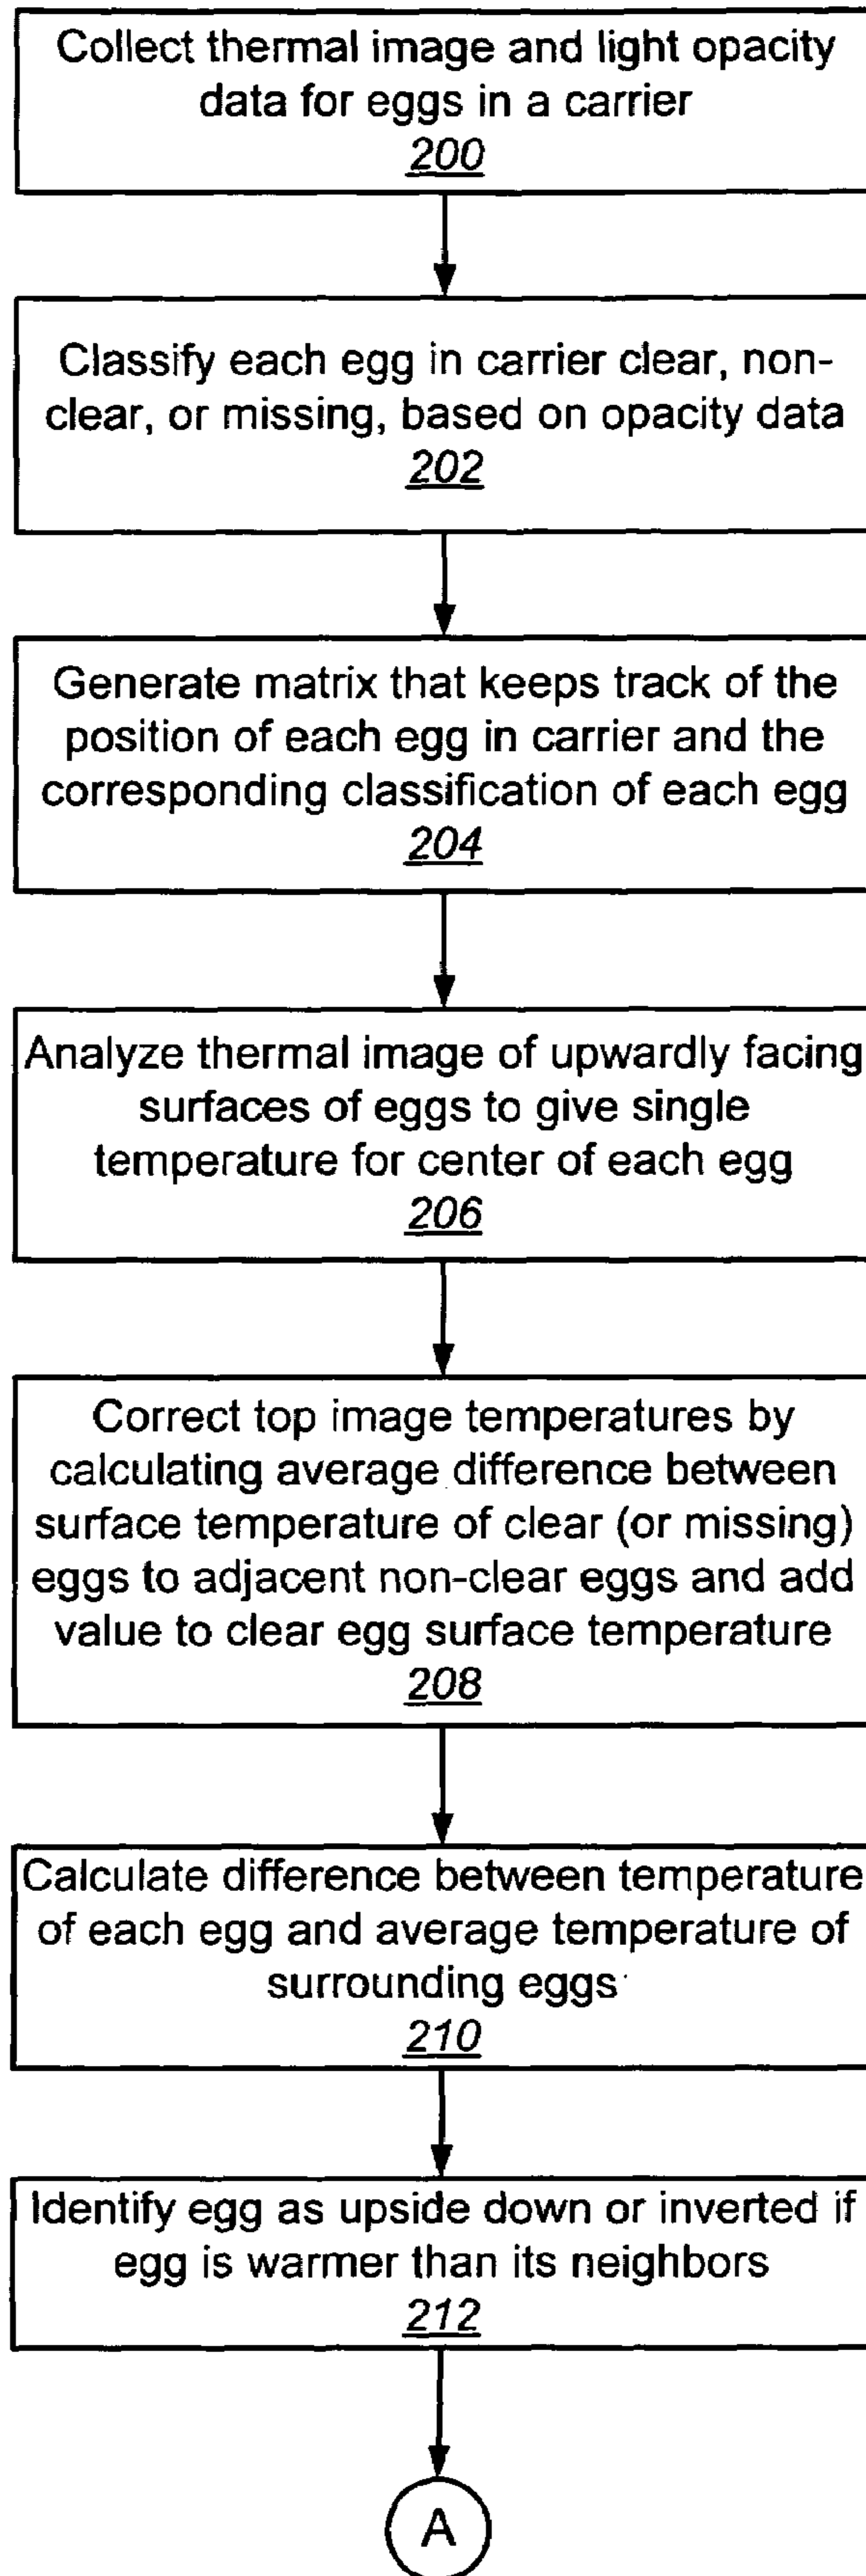 Collect thermal image and light opacity
data for eggs in a carrier
200
Classify each egg in carrier clear, non-
clear, or missing, based on opacity data
202
Generate matrix that keeps track of the
position of each egg in carrier and the
corresponding classification of each egg
204
Analyze thermal image of upwardly facing
surfaces of eggs to give single
temperature for center of each egg
206
Correct top image temperatures by
calculating average difference between
surface temperature of clear (or missing)
eggs to adjacent non-clear eggs and add
value to clear egg surface temperature
208
Calculate difference between temperature
of each egg and average temperature of
surrounding eggs
210
Identify egg as upside down or inverted if
egg is warmer than its neighbors
212
A